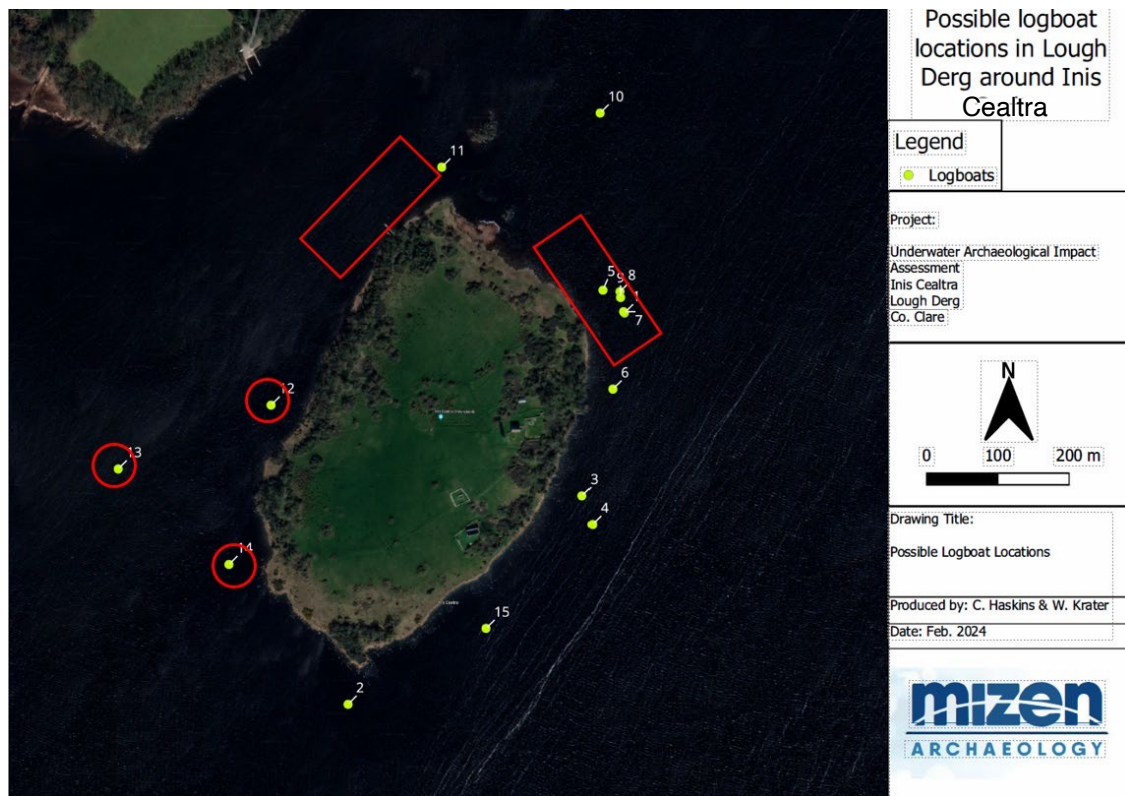 10
11
5
9
8
1
7
12
6
13
3
4
14
15
2
Possible logboat
locations in Lough
Derg around Inis
Cealtra
Legend
Logboats
Project:
Underwater Archaeological Impact
Assessment
Inis Cealtra
Lough Derg
Co. Clare
N
0 100 200 m
Drawing Title:
Possible Logboat Locations
Produced by: C. Haskins & W. Krater
Date: Feb. 2024
mizen
ARCHAEOLOGY